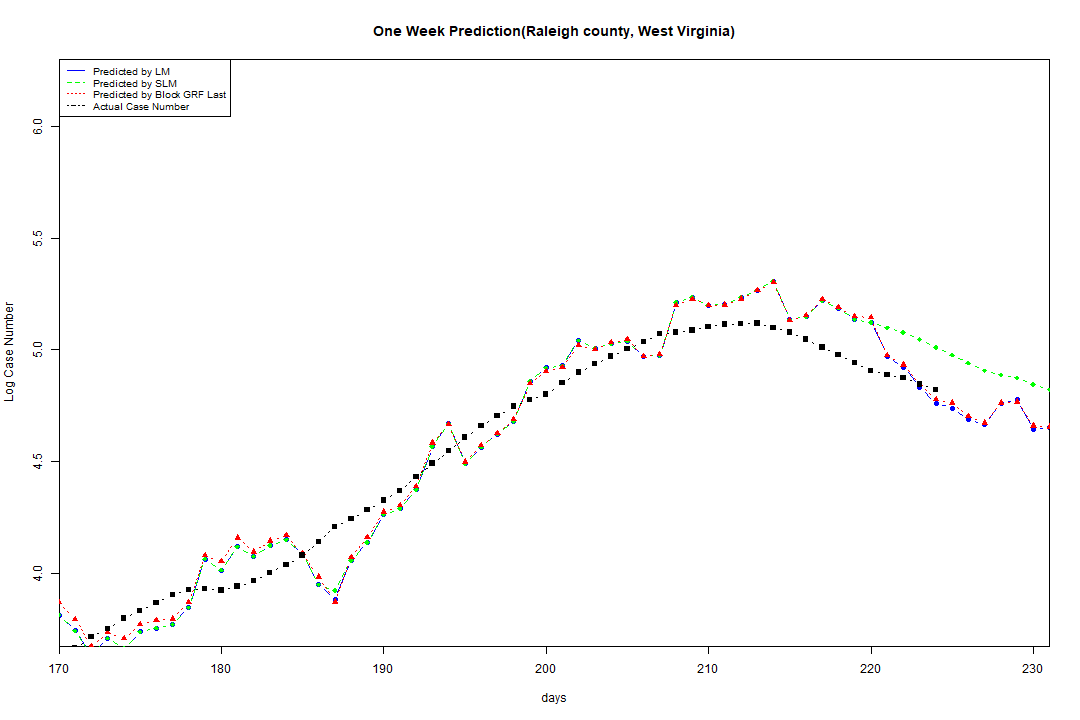 One Week Prediction(Raleigh county, West Virginia)
Predicted by LM
Predicted by SLM
Predicted by Block GRF Last
Actual Case Number
6.0
5.5
5.0
4.5
4.0
Log Case Number
170 180 190 200 210 220 230
days